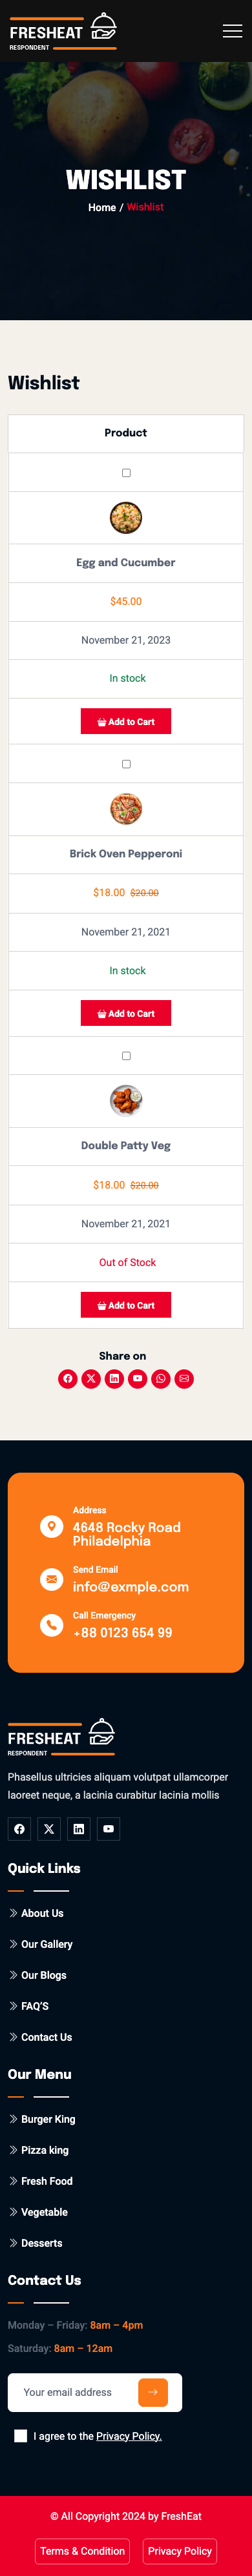 FRESHEAT
RESPONDENT
WISHLIST
Home / Wishlist
Wishlist
Product
Egg and Cucumber
$45.00
November 21, 2023
In stock
Add to Cart
Brick Oven Pepperoni
$18.00 $20.00
November 21, 2021
In stock
Add to Cart
Double Patty Veg
$18.00 $20.00
November 21, 2021
Out of Stock
Add to Cart
Share on
Address
4648 Rocky Road
Philadelphia
Send Email
info@exmple.com
Call Emergency
+88 0123 654 99
FRESHEAT
RESPONDENT
Phasellus ultricies aliquam volutpat ullamcorper
laoreet neque, a lacinia curabitur lacinia mollis
Quick Links
About Us
Our Gallery
Our Blogs
FAQ'S
Contact Us
Our Menu
Burger King
Pizza king
Fresh Food
Vegetable
Desserts
Contact Us
Monday – Friday: 8am – 4pm
Saturday: 8am – 12am
Your email address
I agree to the Privacy Policy.
© All Copyright 2024 by FreshEat
Terms & Condition
Privacy Policy